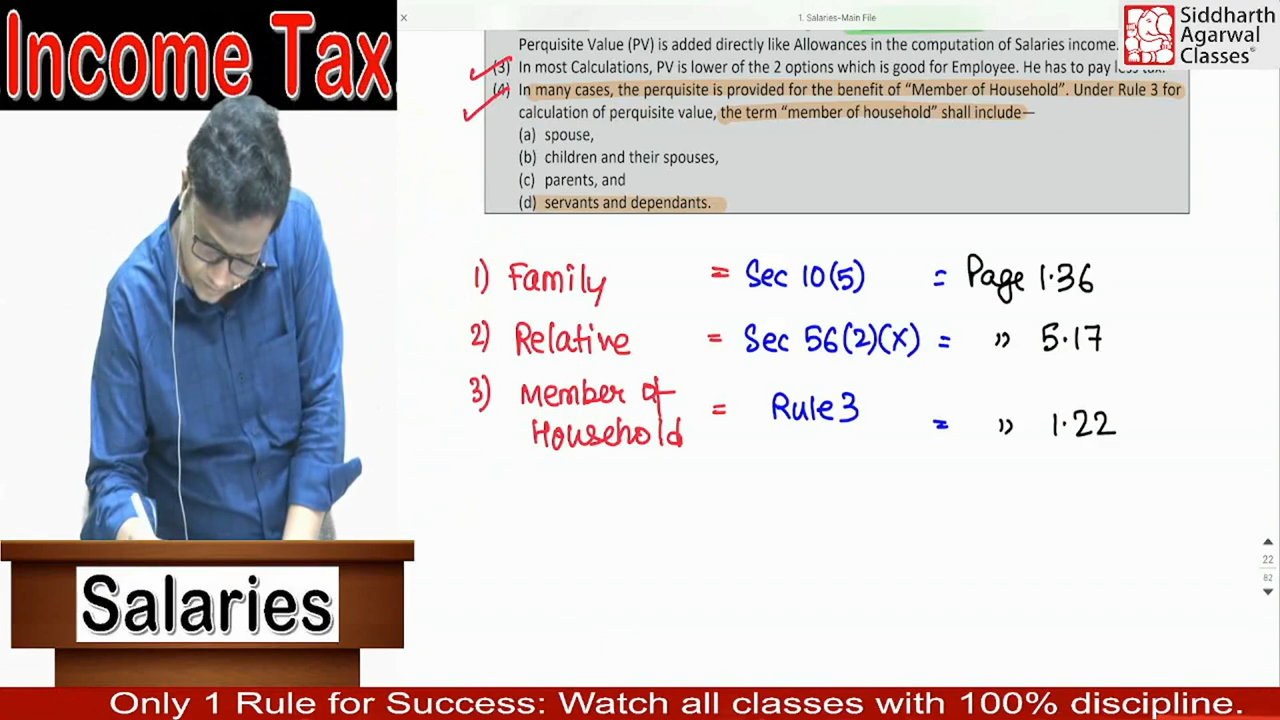 Income Tax
×
1. Salaries-Main File
Siddharth
Agarwal
Classes
Perquisite Value (PV) is added directly like Allowances in the computation of Salaries income.
(3) In most Calculations, PV is lower of the 2 options which is good for Employee. He has to pay less tax.
(4) In many cases, the perquisite is provided for the benefit of “Member of Household”. Under Rule 3 for
calculation of perquisite value, the term “member of household” shall include—
(a) spouse,
(b) children and their spouses,
(c) parents, and
(d) servants and dependants.
1) Family = Sec 10(5) = Page 1.36
2) Relative = Sec 56(2)(X) = ” 5.17
3) Member of
Household = Rule 3 = ” 1.22
22
82
Salaries
Only 1 Rule for Success: Watch all classes with 100% discipline.